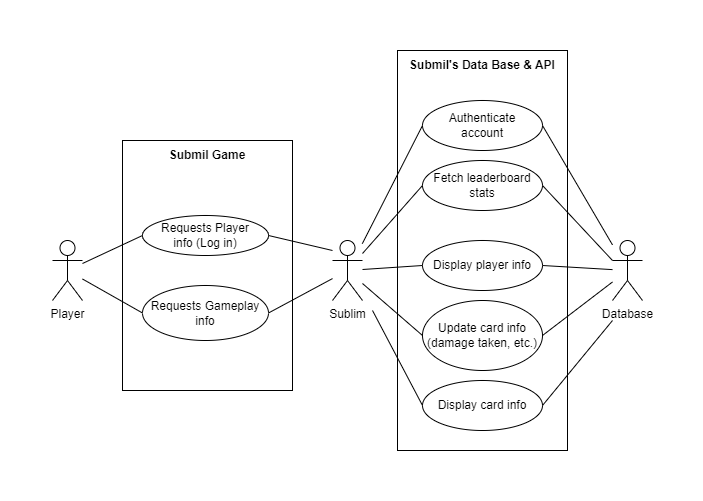 Submil's Data Base & API
Authenticate
account
Submil Game
Fetch leaderboard
stats
Requests Player
info (Log in)
Display player info
Requests Gameplay
info
Player
Sublim
Database
Update card info
(damage taken, etc.)
Display card info